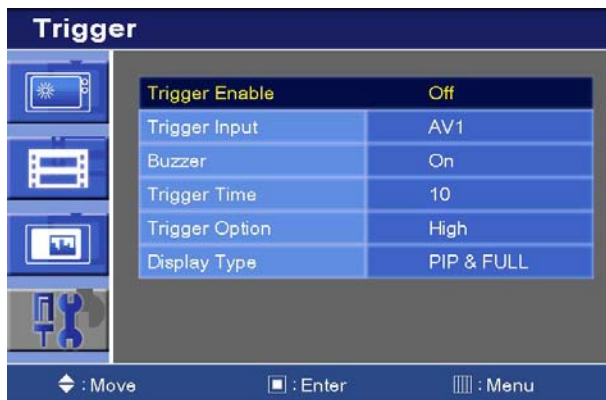 Trigger
Trigger Enable Off
Trigger Input AV1
Buzzer On
Trigger Time 10
Trigger Option High
Display Type PIP & FULL
: Move : Enter : Menu